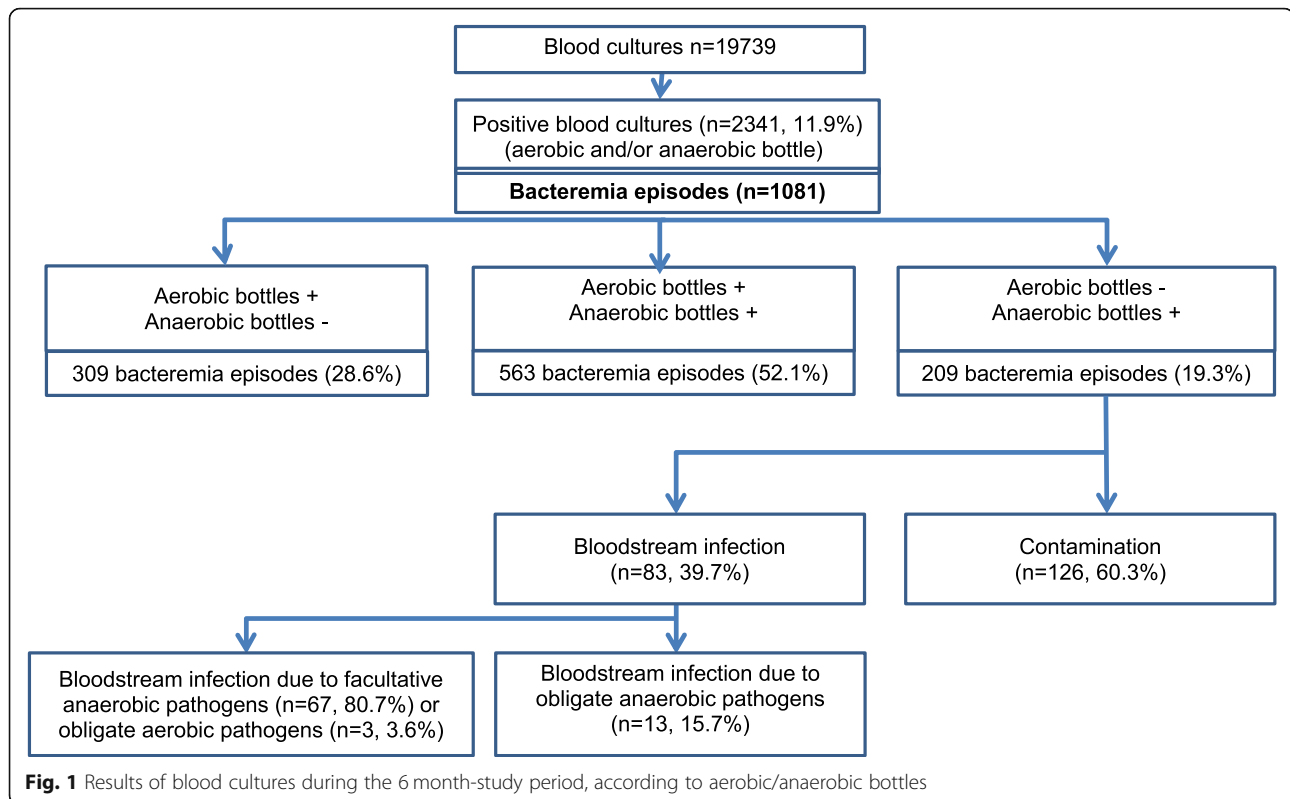 Blood cultures n=19739
Positive blood cultures (n=2341, 11.9%)
(aerobic and/or anaerobic bottle)
Bacteremia episodes (n=1081)
Aerobic bottles +
Anaerobic bottles -
309 bacteremia episodes (28.6%)
Aerobic bottles +
Anaerobic bottles +
563 bacteremia episodes (52.1%)
Aerobic bottles -
Anaerobic bottles +
209 bacteremia episodes (19.3%)
Bloodstream infection
(n=83, 39.7%)
Contamination
(n=126, 60.3%)
Bloodstream infection due to facultative
anaerobic pathogens (n=67, 80.7%) or
obligate aerobic pathogens (n=3, 3.6%)
Bloodstream infection due to
obligate anaerobic pathogens
(n=13, 15.7%)
Fig. 1 Results of blood cultures during the 6 month-study period, according to aerobic/anaerobic bottles